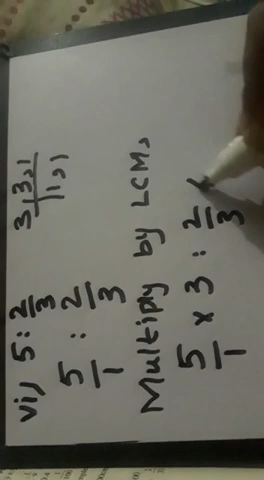 vi, 5 : 2/3
3 | 3, 1
1, 1
5/1 : 2/3
Multiply by LCM,
5/1 x 3 : 2/3